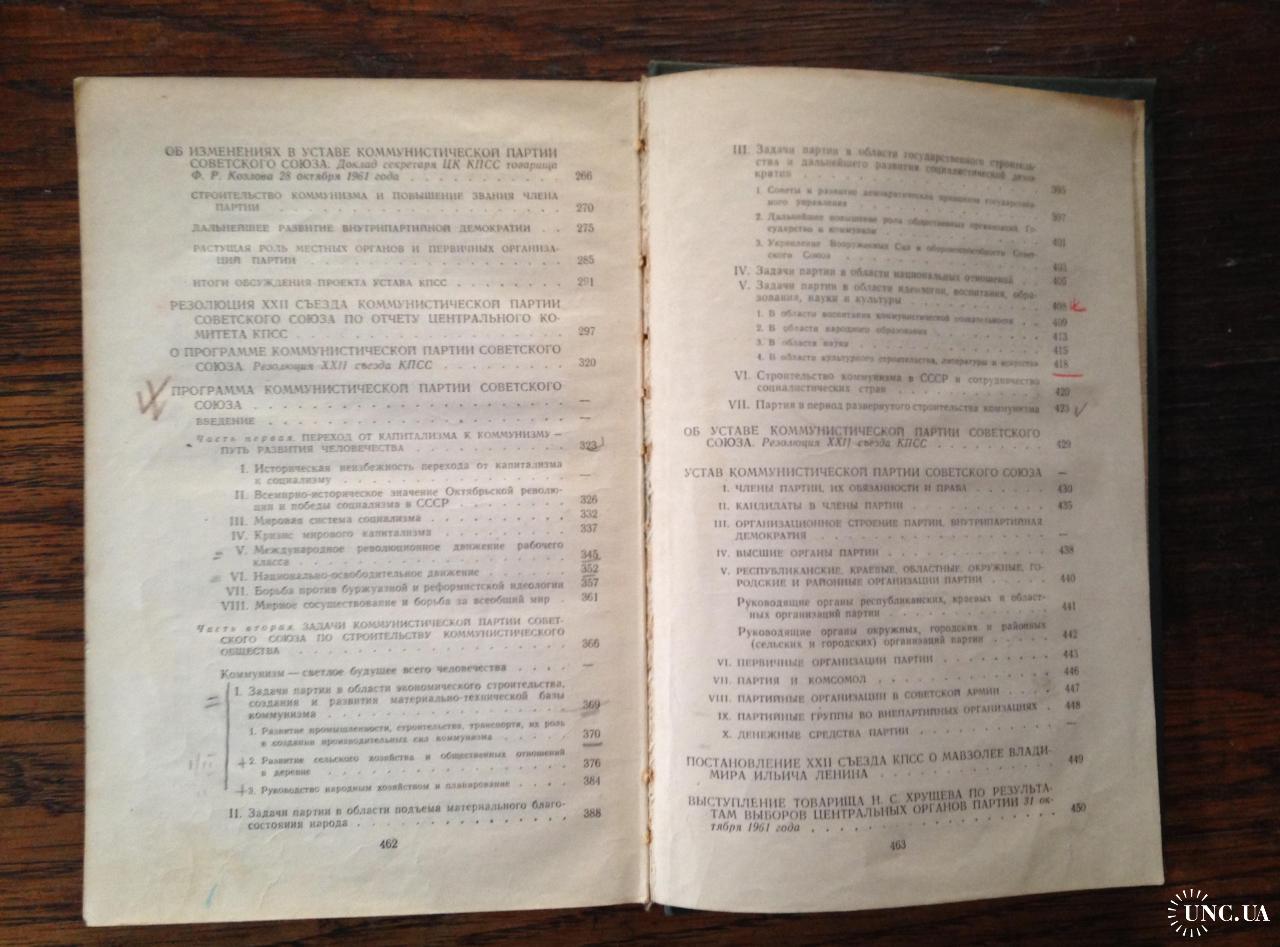 ОБ ИЗМЕНЕНИЯХ В УСТАВЕ КОММУНИСТИЧЕСКОЙ ПАРТИИ
СОВЕТСКОГО СОЮЗА. Доклад секретаря ЦК КПСС товарища
Ф. Р. Козлова 28 октября 1961 года . . . . . . . . . . 266
СТРОИТЕЛЬСТВО КОММУНИЗМА И ПОВЫШЕНИЕ ЗВАНИЯ ЧЛЕНА
ПАРТИИ . . . . . . . . . . 270
ДАЛЬНЕЙШЕЕ РАЗВИТИЕ ВНУТРИПАРТИЙНОЙ ДЕМОКРАТИИ . . 275
РАСТУЩАЯ РОЛЬ МЕСТНЫХ ОРГАНОВ И ПЕРВИЧНЫХ ОРГАНИЗА-
ЦИЙ ПАРТИИ . . . . . . . . . . 285
ИТОГИ ОБСУЖДЕНИЯ ПРОЕКТА УСТАВА КПСС . . . . . . 291
РЕЗОЛЮЦИЯ XXII СЪЕЗДА КОММУНИСТИЧЕСКОЙ ПАРТИИ
СОВЕТСКОГО СОЮЗА ПО ОТЧЕТУ ЦЕНТРАЛЬНОГО КО-
МИТЕТА КПСС . . . . . . . . . . 297
О ПРОГРАММЕ КОММУНИСТИЧЕСКОЙ ПАРТИИ СОВЕТСКОГО
СОЮЗА. Резолюция XXII съезда КПСС . . . . . . . 320
ПРОГРАММА КОММУНИСТИЧЕСКОЙ ПАРТИИ СОВЕТСКОГО
СОЮЗА . . . . . . . . . . —
ВВЕДЕНИЕ . . . . . . . . . . —
Часть первая. ПЕРЕХОД ОТ КАПИТАЛИЗМА К КОММУНИЗМУ —
ПУТЬ РАЗВИТИЯ ЧЕЛОВЕЧЕСТВА . . . . . . . . . . 323
I. Историческая неизбежность перехода от капитализма
к социализму . . . . . . . . . . —
II. Всемирно-историческое значение Октябрьской револю-
ции и победы социализма в СССР . . . . . . . 326
III. Мировая система социализма . . . . . . . . 332
IV. Кризис мирового капитализма . . . . . . . . 337
V. Международное революционное движение рабочего
класса . . . . . . . . . . 345
VI. Национально-освободительное движение . . . . . 352
VII. Борьба против буржуазной и реформистской идеологии 357
VIII. Мирное сосуществование и борьба за всеобщий мир . 361
Часть вторая. ЗАДАЧИ КОММУНИСТИЧЕСКОЙ ПАРТИИ СОВЕТ-
СКОГО СОЮЗА ПО СТРОИТЕЛЬСТВУ КОММУНИСТИЧЕСКОГО
ОБЩЕСТВА . . . . . . . . . . 366
Коммунизм — светлое будущее всего человечества . . . . —
I. Задачи партии в области экономического строительства,
создания и развития материально-технической базы
коммунизма . . . . . . . . . . 369
1. Развитие промышленности, строительства, транспорта, их роль
в создании производительных сил коммунизма . . . . . 370
2. Развитие сельского хозяйства и общественных отношений
в деревне . . . . . . . . . . 376
3. Руководство народным хозяйством и планирование . . . . 384
II. Задачи партии в области подъема материального благо-
состояния народа . . . . . . . . . . 388
462
III. Задачи партии в области государственного строитель-
ства и дальнейшего развития социалистической демо-
кратии . . . . . . . . . . 395
1. Советы и развитие демократических принципов государствен-
ного управления . . . . . . . . . .
2. Дальнейшее повышение роли общественных организаций. Го-
сударство и коммунизм . . . . . . . . . . 397
3. Укрепление Вооруженных Сил и обороноспособности Совет-
ского Союза . . . . . . . . . . 401
IV. Задачи партии в области национальных отношений . . 405
V. Задачи партии в области идеологии, воспитания, обра-
зования, науки и культуры . . . . . . . . . . 408
1. В области воспитания коммунистической сознательности . . 409
2. В области народного образования . . . . . . . 413
3. В области науки . . . . . . . . . . 415
4. В области культурного строительства, литературы и искусства 418
VI. Строительство коммунизма в СССР и сотрудничество
социалистических стран . . . . . . . . . . 420
VII. Партия в период развернутого строительства коммунизма 423
ОБ УСТАВЕ КОММУНИСТИЧЕСКОЙ ПАРТИИ СОВЕТСКОГО
СОЮЗА. Резолюция XXII съезда КПСС . . . . . . . 429
УСТАВ КОММУНИСТИЧЕСКОЙ ПАРТИИ СОВЕТСКОГО СОЮЗА —
I. ЧЛЕНЫ ПАРТИИ, ИХ ОБЯЗАННОСТИ И ПРАВА . . . . . 430
II. КАНДИДАТЫ В ЧЛЕНЫ ПАРТИИ . . . . . . . . . 435
III. ОРГАНИЗАЦИОННОЕ СТРОЕНИЕ ПАРТИИ. ВНУТРИПАРТИЙНАЯ
ДЕМОКРАТИЯ . . . . . . . . . . —
IV. ВЫСШИЕ ОРГАНЫ ПАРТИИ . . . . . . . . . . 438
V. РЕСПУБЛИКАНСКИЕ, КРАЕВЫЕ, ОБЛАСТНЫЕ, ОКРУЖНЫЕ, ГО-
РОДСКИЕ И РАЙОННЫЕ ОРГАНИЗАЦИИ ПАРТИИ . . . . . 440
Руководящие органы республиканских, краевых и област-
ных организаций партии . . . . . . . . . . 441
Руководящие органы окружных, городских и районных
(сельских и городских) организаций партии . . . . 442
VI. ПЕРВИЧНЫЕ ОРГАНИЗАЦИИ ПАРТИИ . . . . . . . . 443
VII. ПАРТИЯ И КОМСОМОЛ . . . . . . . . . . 446
VIII. ПАРТИЙНЫЕ ОРГАНИЗАЦИИ В СОВЕТСКОЙ АРМИИ . . . 447
IX. ПАРТИЙНЫЕ ГРУППЫ ВО ВНЕПАРТИЙНЫХ ОРГАНИЗАЦИЯХ . 448
X. ДЕНЕЖНЫЕ СРЕДСТВА ПАРТИИ . . . . . . . . . —
ПОСТАНОВЛЕНИЕ XXII СЪЕЗДА КПСС О МАВЗОЛЕЕ ВЛАДИ-
МИРА ИЛЬИЧА ЛЕНИНА . . . . . . . . . . 449
ВЫСТУПЛЕНИЕ ТОВАРИЩА Н. С. ХРУЩЕВА ПО РЕЗУЛЬТА-
ТАМ ВЫБОРОВ ЦЕНТРАЛЬНЫХ ОРГАНОВ ПАРТИИ 31 ок-
тября 1961 года . . . . . . . . . . 450
463
UNC.UA